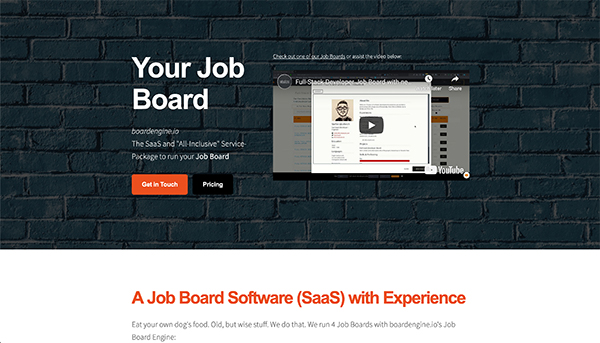 Your Job
Board
boardengine.io
The SaaS and "All-Inclusive" Service-
Package to run your Job Board
Get In Touch
Pricing
Check out one of our Job Boards or assist the video below:
Full-Stack Developer Job Board with ne
later
Share
YouTube
A Job Board Software (SaaS) with Experience
Eat your own dog's food. Old, but wise stuff. We do that. We run 4 Job Boards with boardengine.io's Job
Board Engine: